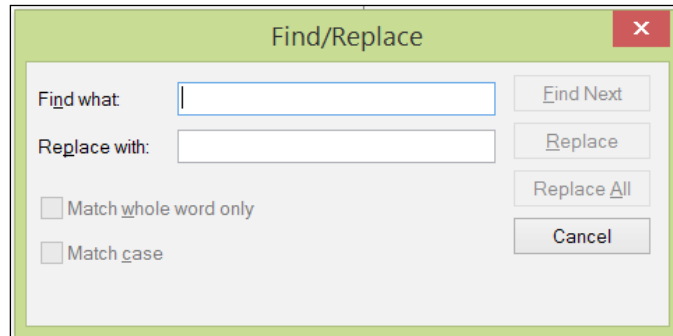 Find/Replace
Find what:
Find Next
Replace with:
Replace
Replace All
Match whole word only
Cancel
Match case